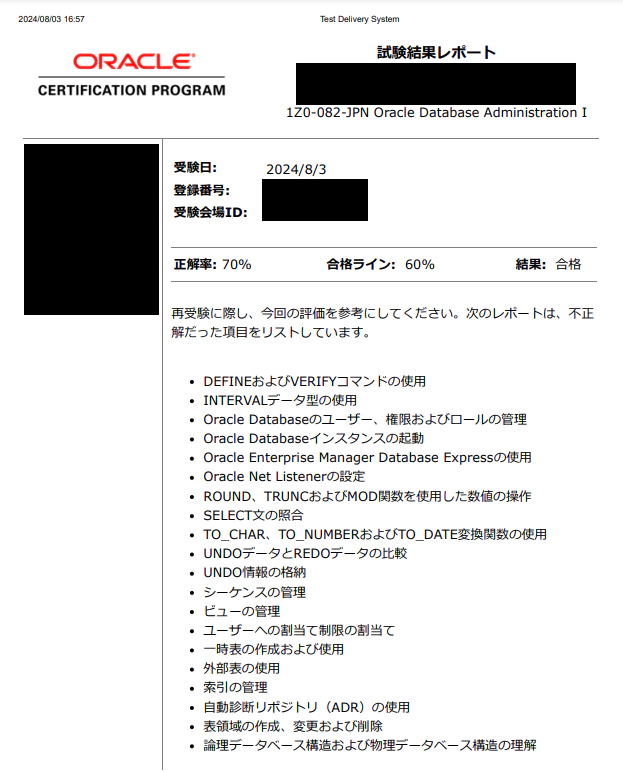 2024/08/03 16:57
Test Delivery System
ORACLE
CERTIFICATION PROGRAM
試験結果レポート
1Z0-082-JPN Oracle Database Administration I
受験日: 2024/8/3
登録番号:
受験会場ID:
正解率: 70% 合格ライン: 60% 結果: 合格
再受験に際し、今回の評価を参考にしてください。次のレポートは、不正
解だった項目をリストしています。
• DEFINEおよびVERIFYコマンドの使用
• INTERVALデータ型の使用
• Oracle Databaseのユーザー、権限およびロールの管理
• Oracle Databaseインスタンスの起動
• Oracle Enterprise Manager Database Expressの使用
• Oracle Net Listenerの設定
• ROUND、TRUNCおよびMOD関数を使用した数値の操作
• SELECT文の照合
• TO_CHAR、TO_NUMBERおよびTO_DATE変換関数の使用
• UNDOデータとREDOデータの比較
• UNDO情報の格納
• シーケンスの管理
• ビューの管理
• ユーザーへの割当て制限の割当て
• 一時表の作成および使用
• 外部表の使用
• 索引の管理
• 自動診断リポジトリ（ADR）の使用
• 表領域の作成、変更および削除
• 論理データベース構造および物理データベース構造の理解